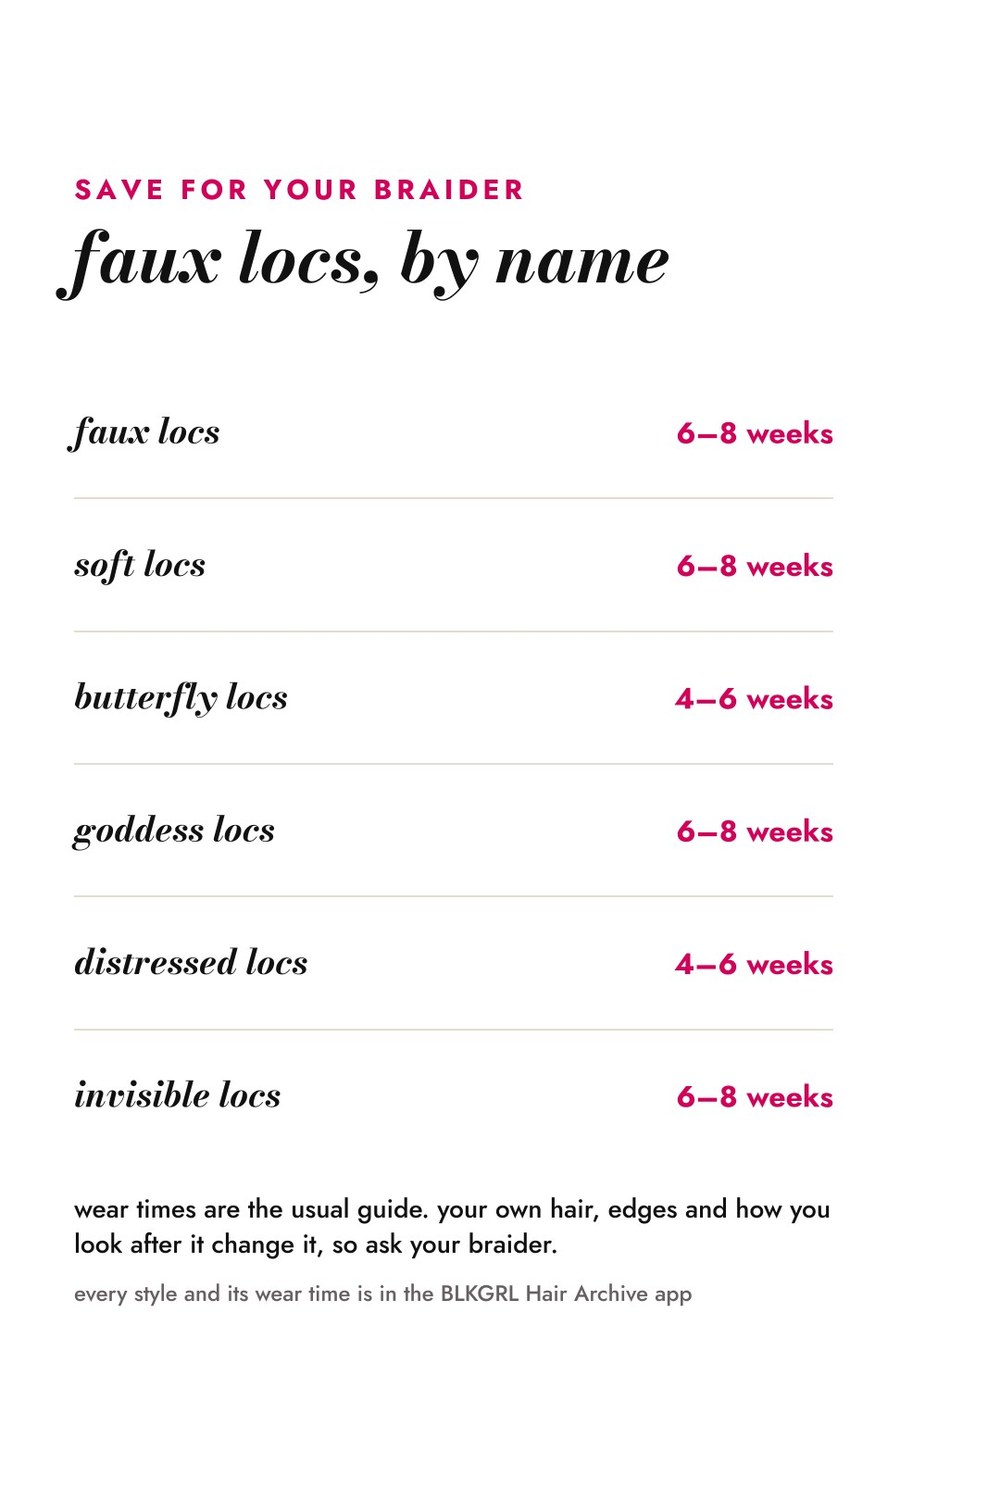 SAVE FOR YOUR BRAIDER
faux locs, by name
faux locs 6–8 weeks
soft locs 6–8 weeks
butterfly locs 4–6 weeks
goddess locs 6–8 weeks
distressed locs 4–6 weeks
invisible locs 6–8 weeks
wear times are the usual guide. your own hair, edges and how you
look after it change it, so ask your braider.
every style and its wear time is in the BLKGRL Hair Archive app